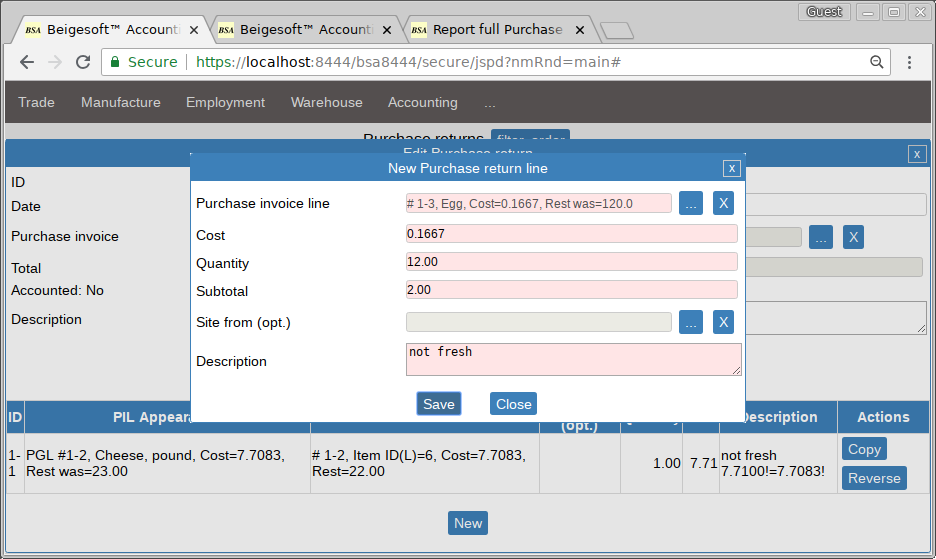 Guest
BSA Beigesoft™ Accounti
BSA Beigesoft™ Accounti
BSA Report full Purchase
Secure https://localhost:8444/bsa8444/secure/jspd?nmRnd=main#
Trade Manufacture Employment Warehouse Accounting ...
Purchase returns filter-order
Edit Purchase return x
New Purchase return line x
ID
Date
Purchase invoice ... X
Total
Accounted: No
Description
Purchase invoice line # 1-3, Egg, Cost=0.1667, Rest was=120.0 ... X
Cost 0.1667
Quantity 12.00
Subtotal 2.00
Site from (opt.) ... X
Description not fresh
Save Close
ID PIL Appear (opt.) Description Actions
1-1 PGL #1-2, Cheese, pound, Cost=7.7083, Rest was=23.00 # 1-2, Item ID(L)=6, Cost=7.7083, Rest=22.00 1.00 7.71 not fresh 7.7100!=7.7083! Copy
Reverse
New